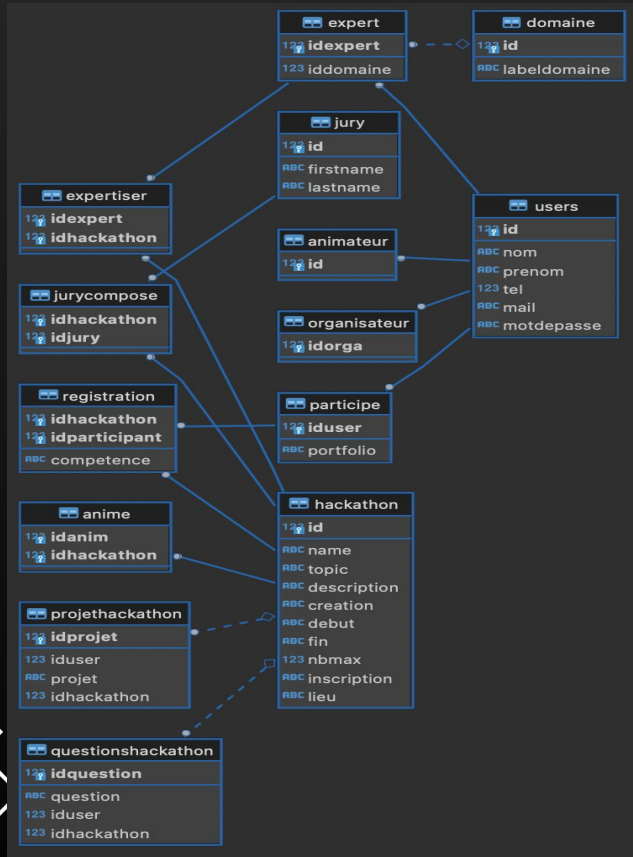 expert
123 idexpert
123 iddomaine
domaine
123 id
ABC labeldomaine
jury
123 id
ABC firstname
ABC lastname
expertiser
123 idexpert
123 idhackathon
users
123 id
ABC nom
ABC prenom
123 tel
ABC mail
ABC motdepasse
animateur
123 id
jurycompose
123 idhackathon
123 idjury
organisateur
123 idorga
registration
123 idhackathon
123 idparticipant
ABC competence
participe
123 iduser
ABC portfolio
anime
123 idanim
123 idhackathon
hackathon
123 id
ABC name
ABC topic
ABC description
ABC creation
ABC debut
ABC fin
123 nbmax
ABC inscription
ABC lieu
projethackathon
123 idprojet
123 iduser
ABC projet
123 idhackathon
questionshackathon
123 idquestion
ABC question
123 iduser
123 idhackathon